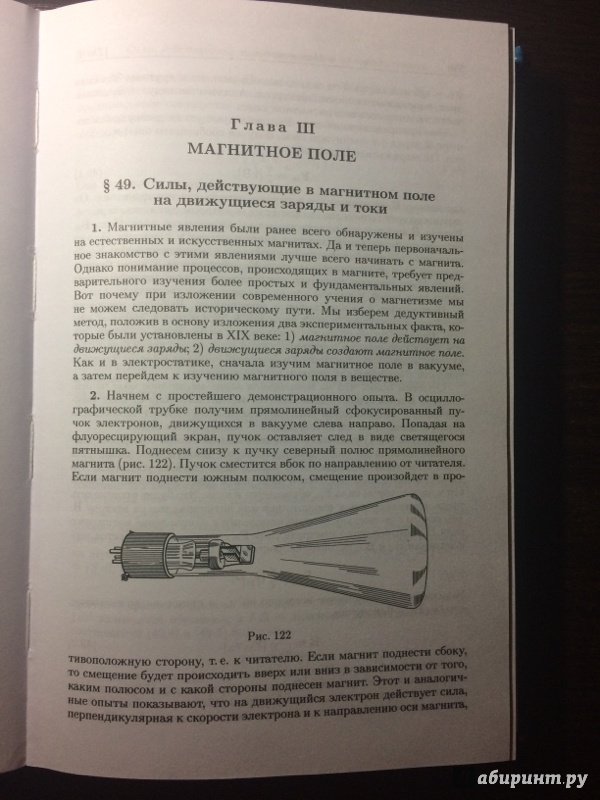 Глава III
МАГНИТНОЕ ПОЛЕ
§ 49. Силы, действующие в магнитном поле
на движущиеся заряды и токи
1. Магнитные явления были ранее всего обнаружены и изучены
на естественных и искусственных магнитах. Да и теперь первоначаль-
ное знакомство с этими явлениями лучше всего начинать с магнита.
Однако понимание процессов, происходящих в магните, требует пред-
варительного изучения более простых и фундаментальных явлений.
Вот почему при изложении современного учения о магнетизме мы
не можем следовать историческому пути. Мы изберем дедуктивный
метод, положив в основу изложения два экспериментальных факта, ко-
торые были установлены в XIX веке: 1) магнитное поле действует на
движущиеся заряды; 2) движущиеся заряды создают магнитное поле.
Как и в электростатике, сначала изучим магнитное поле в вакууме,
а затем перейдем к изучению магнитного поля в веществе.
2. Начнем с простейшего демонстрационного опыта. В осцилло-
графической трубке получим прямолинейный сфокусированный пу-
чок электронов, движущихся в вакууме слева направо. Попадая на
флуоресцирующий экран, пучок оставляет след в виде светящегося
пятнышка. Поднесем снизу к пучку северный полюс прямолинейного
магнита (рис. 122). Пучок сместится вбок по направлению от читателя.
Если магнит поднести южным полюсом, смещение произойдет в про-
Рис. 122
тивоположную сторону, т. е. к читателю. Если магнит поднести сбоку,
то смещение будет происходить вверх или вниз в зависимости от того,
каким полюсом и с какой стороны поднесен магнит. Этот и аналогич-
ные опыты показывают, что на движущийся электрон действует сила,
перпендикулярная к скорости электрона и к направлению оси магнита,
абиринт.ру